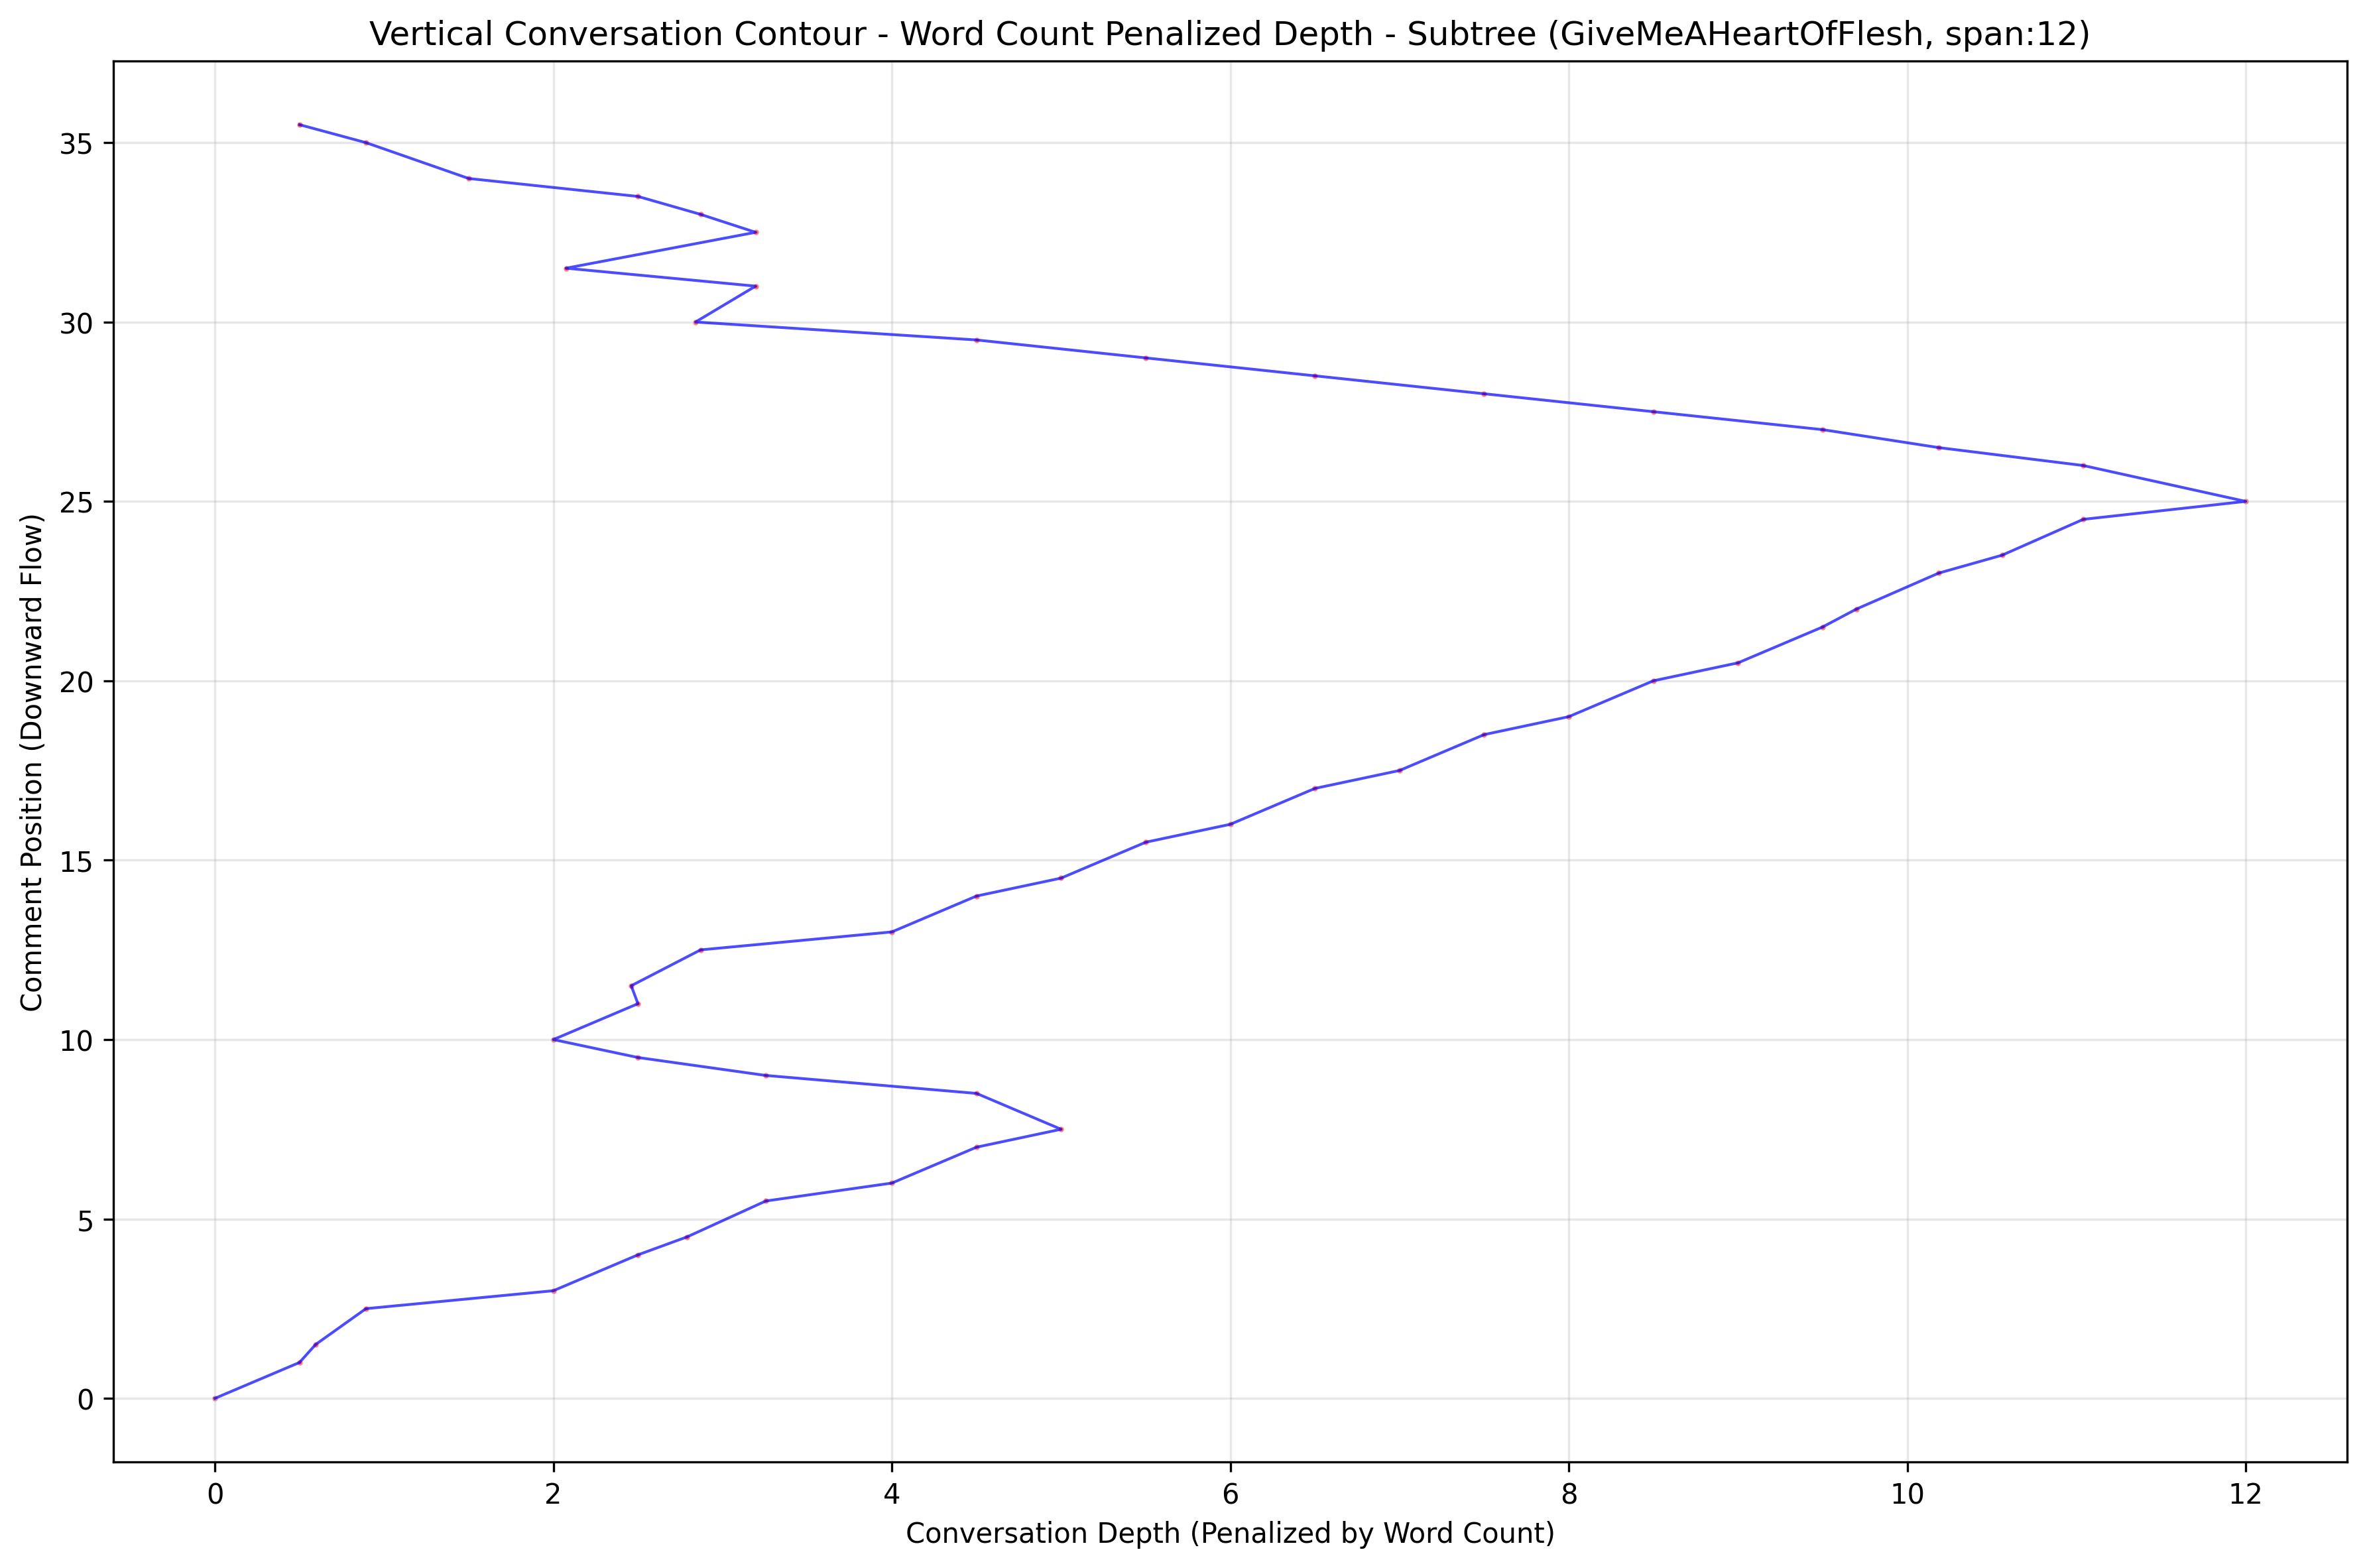 Vertical Conversation Contour - Word Count Penalized Depth - Subtree (GiveMeAHeartOfFlesh, span:12)
Comment Position (Downward Flow)
35
30
25
20
15
10
5
0
0 2 4 6 8 10 12
Conversation Depth (Penalized by Word Count)